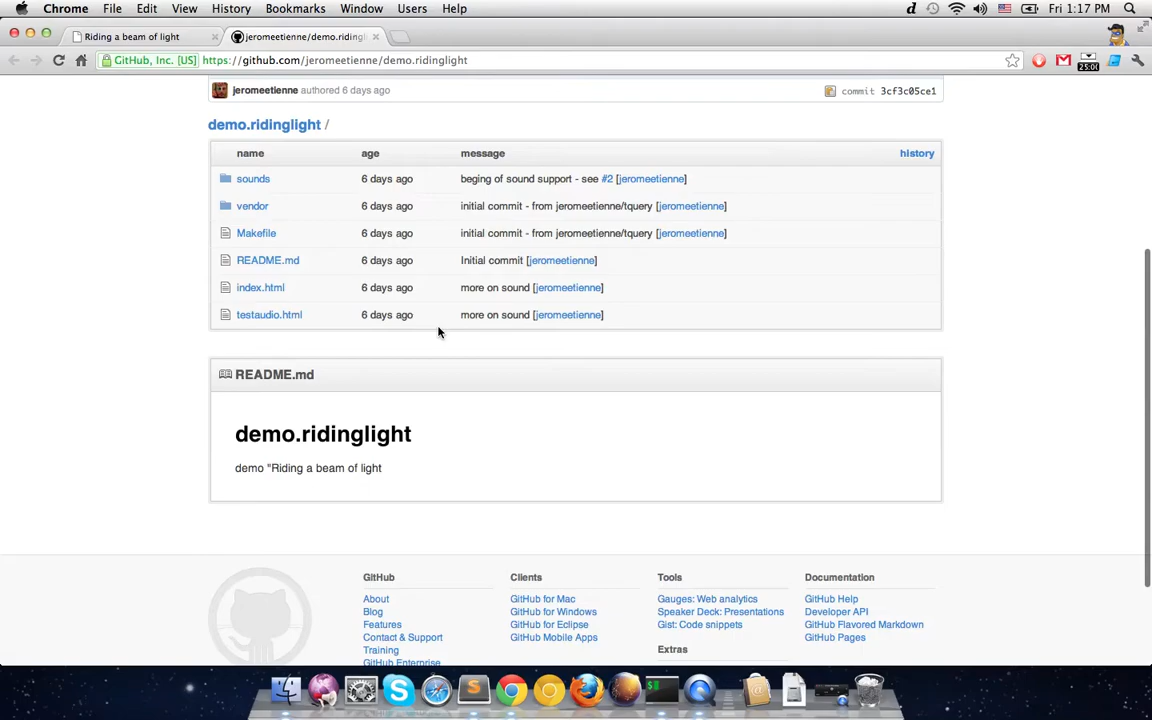 Chrome File Edit View History Bookmarks Window Users Help d Fri 1:17 PM
Riding a beam of light × jeromeetienne/demo.ridingl ×
GitHub, Inc. [US] https://github.com/jeromeetienne/demo.ridinglight 25:00
jeromeetienne authored 6 days ago commit 3cf3c05ce1
demo.ridinglight /
name age message history
sounds 6 days ago beging of sound support - see #2 [jeromeetienne]
vendor 6 days ago initial commit - from jeromeetienne/tquery [jeromeetienne]
Makefile 6 days ago initial commit - from jeromeetienne/tquery [jeromeetienne]
README.md 6 days ago Initial commit [jeromeetienne]
index.html 6 days ago more on sound [jeromeetienne]
testaudio.html 6 days ago more on sound [jeromeetienne]
README.md
demo.ridinglight
demo "Riding a beam of light
GitHub Clients Tools Documentation
About GitHub for Mac Gauges: Web analytics GitHub Help
Blog GitHub for Windows Speaker Deck: Presentations Developer API
Features GitHub for Eclipse Gist: Code snippets GitHub Flavored Markdown
Contact & Support GitHub Mobile Apps GitHub Pages
Training Extras
GitHub Enterprise